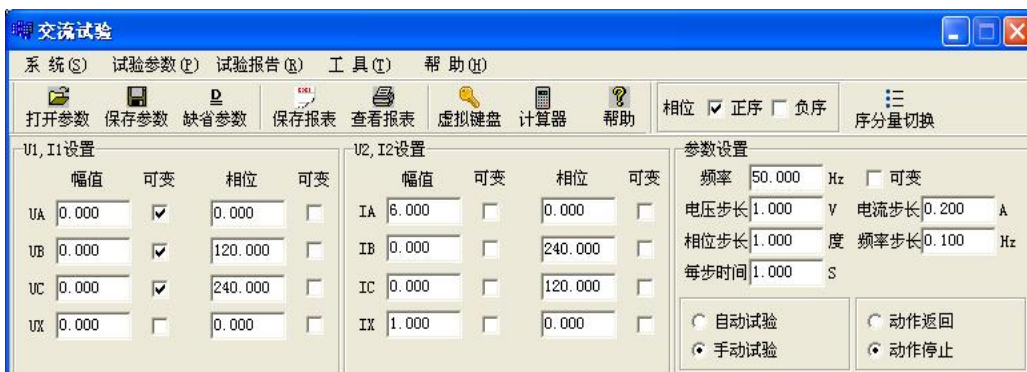 交流试验
系 统(S) 试验参数(P) 试验报告(R) 工 具(T) 帮 助(H)
打开参数 保存参数 缺省参数 保存报表 查看报表 虚拟键盘 计算器 帮助 相位 正序 负序 序分量切换
U1,I1设置 U2,I2设置 参数设置
幅值 可变 相位 可变 幅值 可变 相位 可变 频率 50.000 Hz 可变
UA 0.000 0.000 IA 6.000 0.000 电压步长 1.000 V 电流步长 0.200 A
UB 0.000 120.000 IB 0.000 240.000 相位步长 1.000 度 频率步长 0.100 Hz
UC 0.000 240.000 IC 0.000 120.000 每步时间 1.000 S
UX 0.000 0.000 IX 1.000 0.000 自动试验 动作返回
手动试验 动作停止